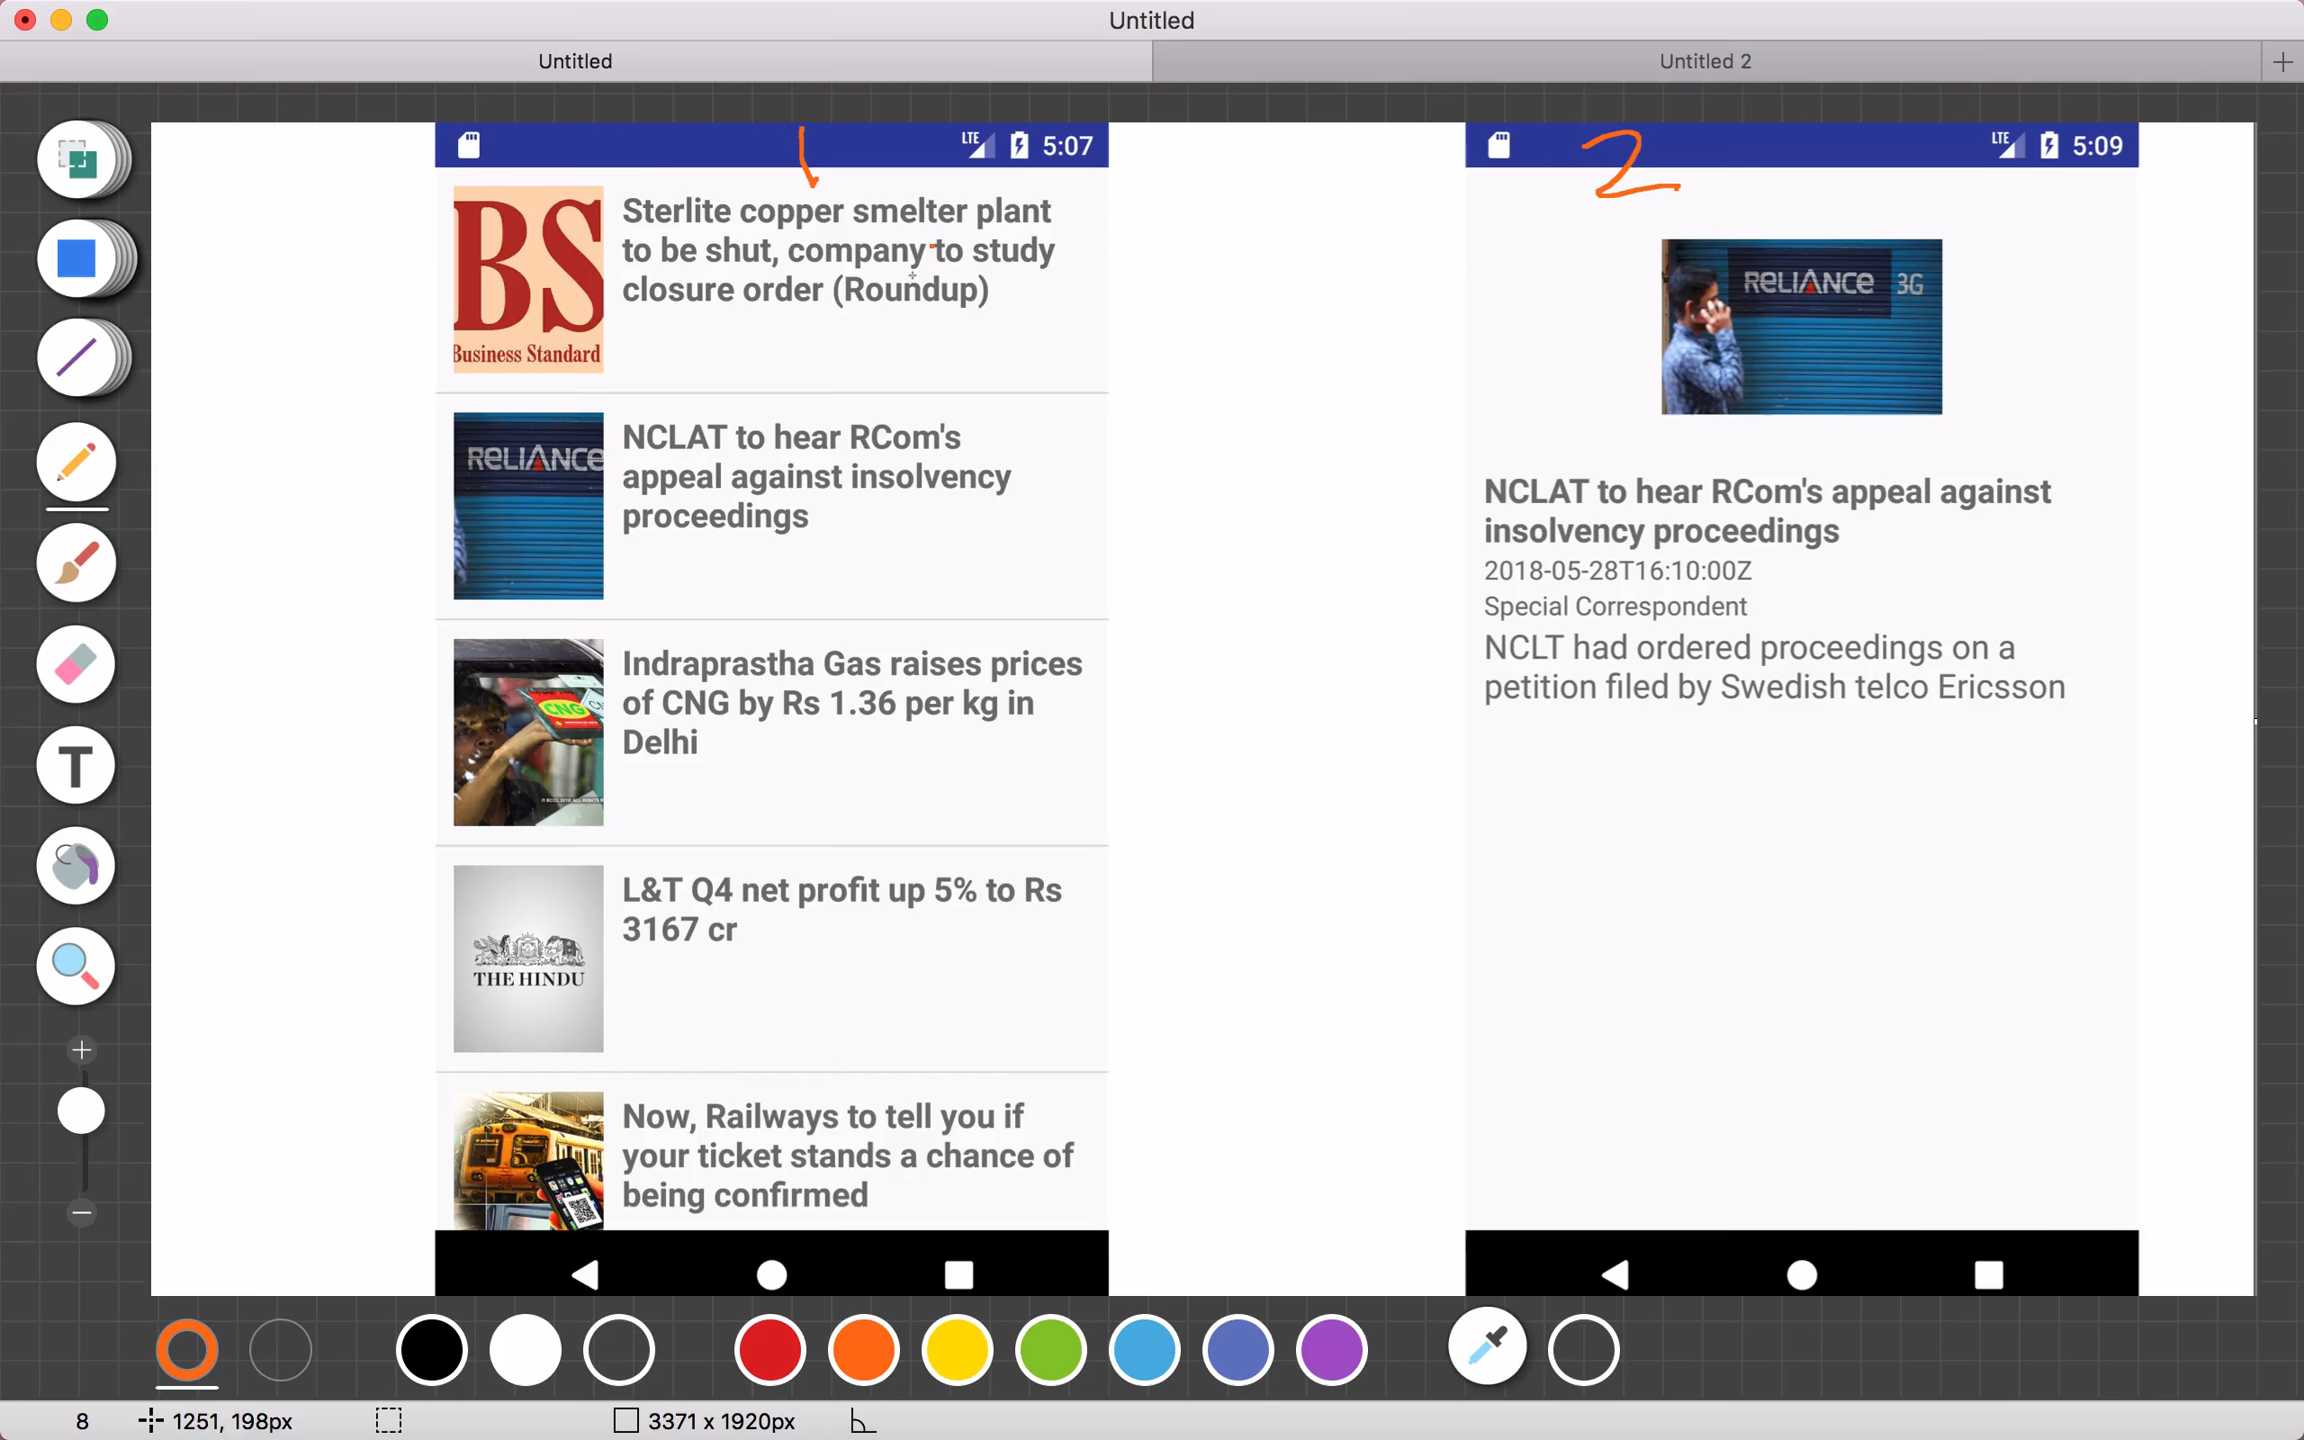 Untitled
Untitled
Untitled 2
1
LTE
5:07
BS
Business Standard
Sterlite copper smelter plant
to be shut, company to study
closure order (Roundup)
RELIANCE
NCLAT to hear RCom's
appeal against insolvency
proceedings
CNG
Indraprastha Gas raises prices
of CNG by Rs 1.36 per kg in
Delhi
THE HINDU
L&T Q4 net profit up 5% to Rs
3167 cr
Now, Railways to tell you if
your ticket stands a chance of
being confirmed
2
LTE
5:09
RELIANCE 3G
NCLAT to hear RCom's appeal against
insolvency proceedings
2018-05-28T16:10:00Z
Special Correspondent
NCLT had ordered proceedings on a
petition filed by Swedish telco Ericsson
T
8
1251, 198px
3371 x 1920px